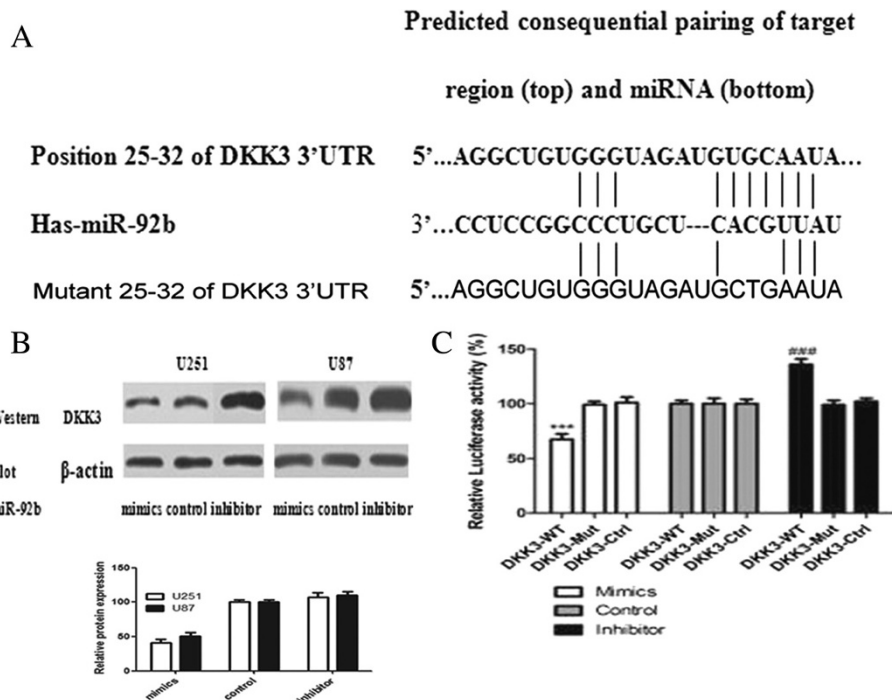 A
Predicted consequential pairing of target
region (top) and miRNA (bottom)
Position 25-32 of DKK3 3'UTR 5'...AGGCUGUGGGUAGAUGUGCAAUA...
Has-miR-92b 3'...CCUCCGGCCCUGCU---CACGUUAU
Mutant 25-32 of DKK3 3'UTR 5'...AGGCUGUGGGUAGAUGCTGAAUA
B
U251 U87
Western DKK3
lot β-actin
iR-92b mimics control inhibitor mimics control inhibitor
Relative protein expression
150
100
50
0
U251
U87
mimics
control
inhibitor
C
Relative Luciferase activity (%)
150
100
50
0
***
###
DKK3-WT
DKK3-Mut
DKK3-Ctrl
DKK3-WT
DKK3-Mut
DKK3-Ctrl
DKK3-WT
DKK3-Mut
DKK3-Ctrl
Mimics
Control
Inhibitor